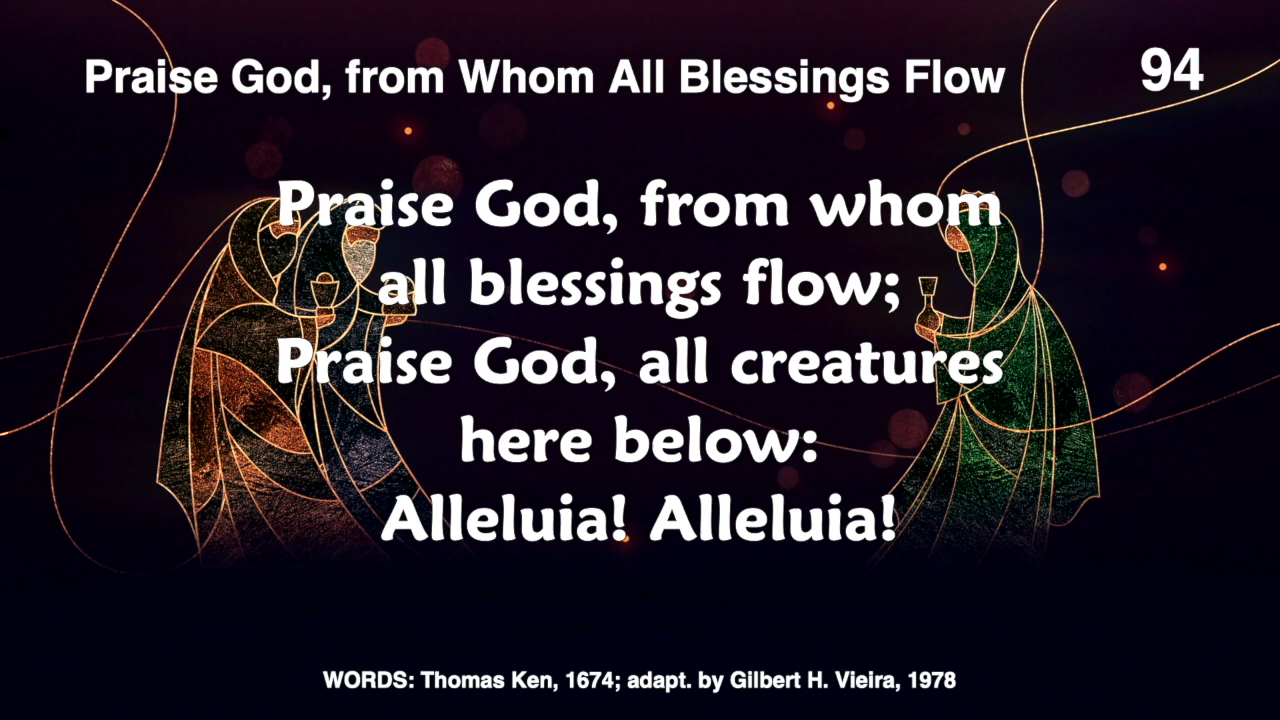 Praise God, from Whom All Blessings Flow 94
Praise God, from whom
all blessings flow;
Praise God, all creatures
here below:
Alleluia! Alleluia!
WORDS: Thomas Ken, 1674; adapt. by Gilbert H. Vieira, 1978